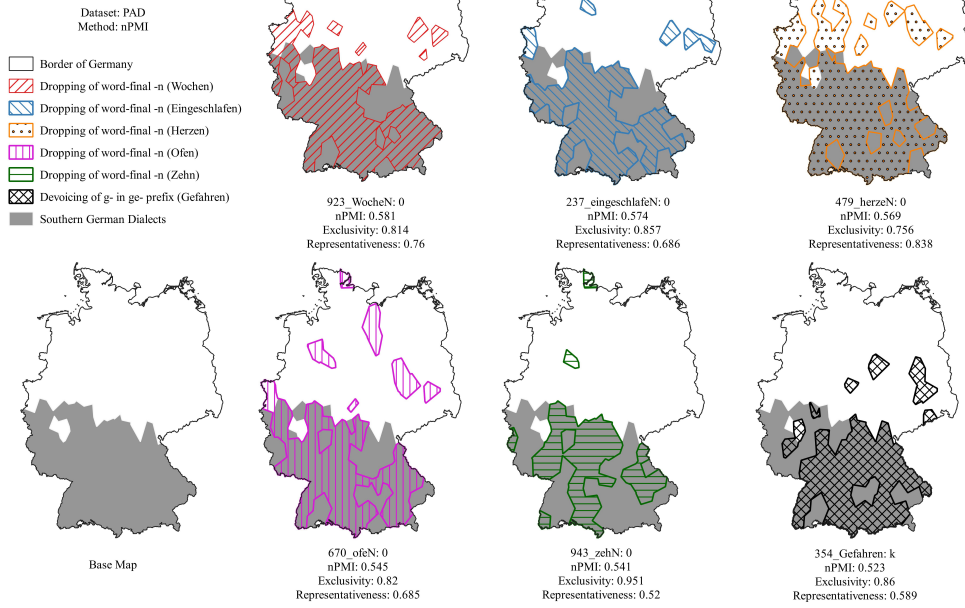 Dataset: PAD
Method: nPMI
Border of Germany
Dropping of word-final -n (Wochen)
Dropping of word-final -n (Eingeschlafen)
Dropping of word-final -n (Herzen)
Dropping of word-final -n (Ofen)
Dropping of word-final -n (Zehn)
Devoicing of g- in ge- prefix (Gefahren)
Southern German Dialects
923_WocheN: 0
nPMI: 0.581
Exclusivity: 0.814
Representativeness: 0.76
237_eingeschlafeN: 0
nPMI: 0.574
Exclusivity: 0.857
Representativeness: 0.686
479_herzeN: 0
nPMI: 0.569
Exclusivity: 0.756
Representativeness: 0.838
Base Map
670_ofeN: 0
nPMI: 0.545
Exclusivity: 0.82
Representativeness: 0.685
943_zehN: 0
nPMI: 0.541
Exclusivity: 0.951
Representativeness: 0.52
354_Gefahren: k
nPMI: 0.523
Exclusivity: 0.86
Representativeness: 0.589